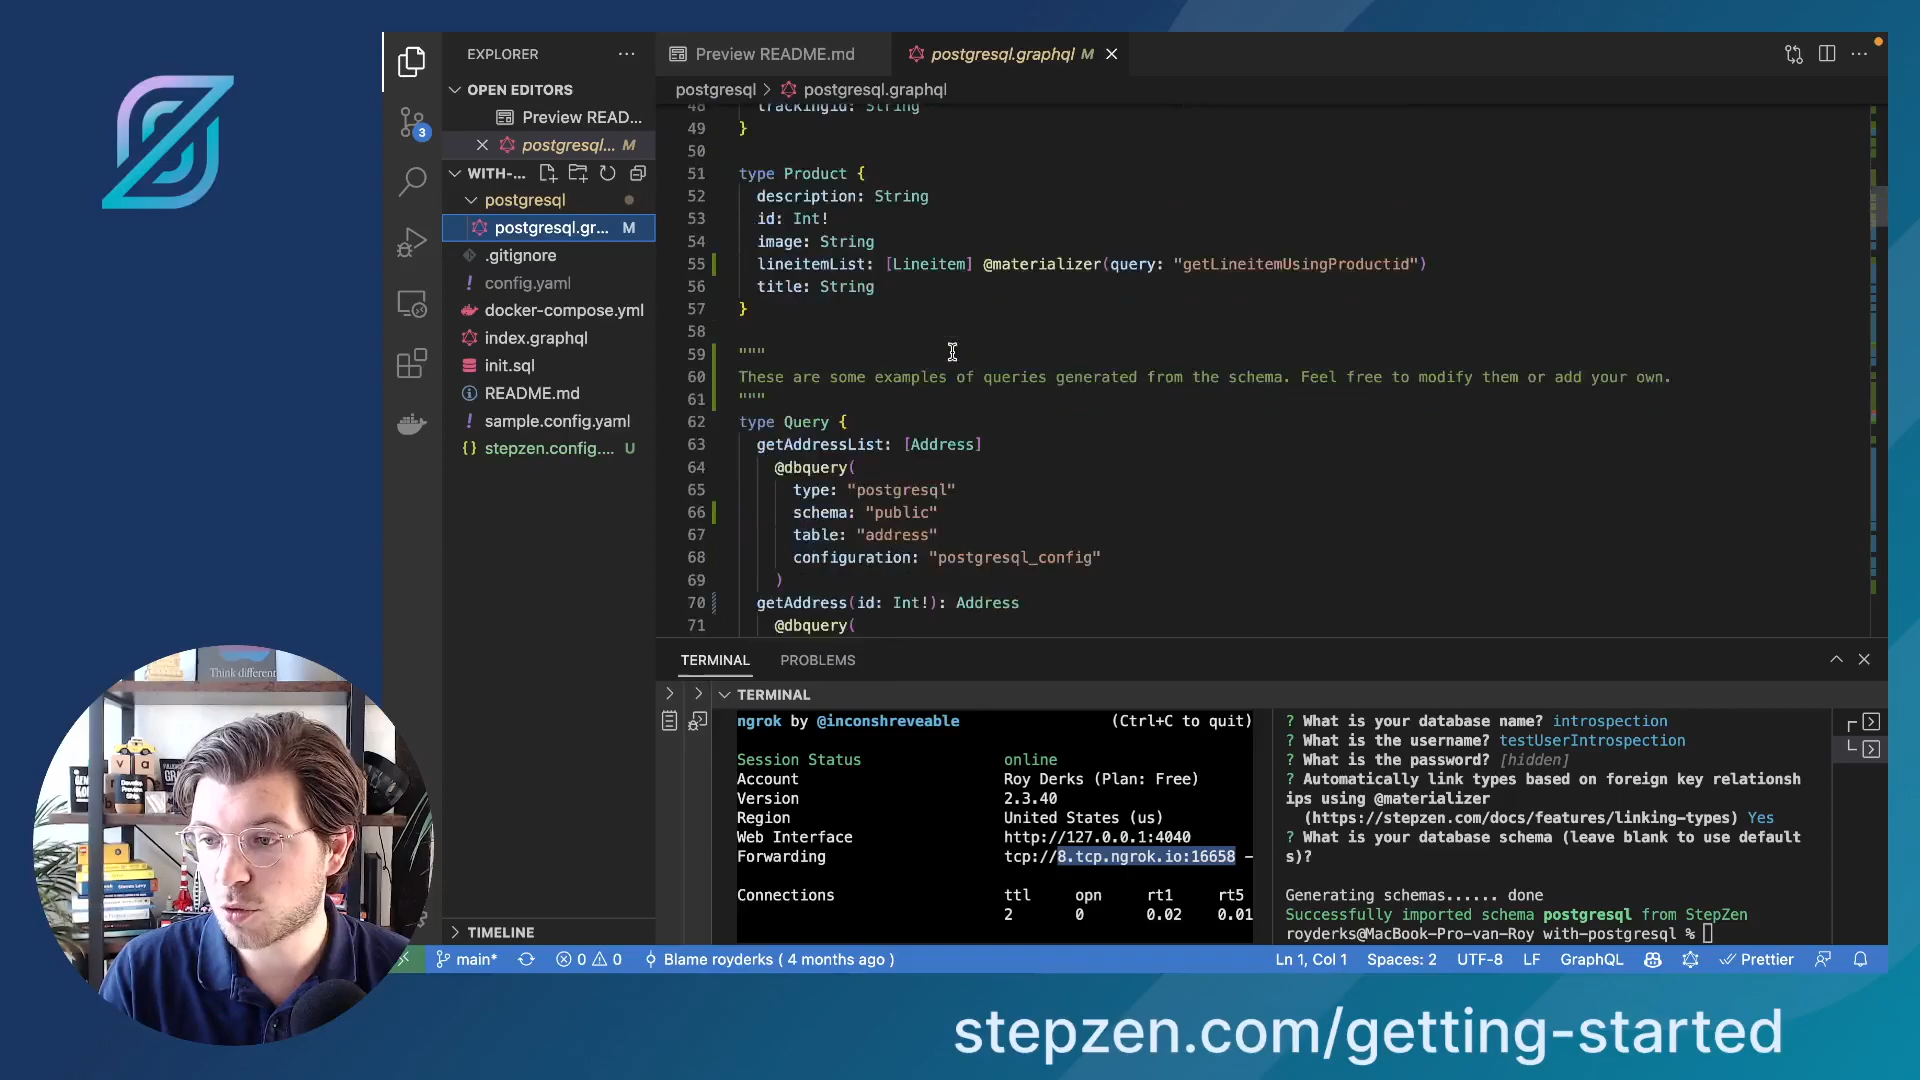 EXPLORER
OPEN EDITORS
Preview READ...
postgresql... M
WITH-...
postgresql
postgresql.gr... M
.gitignore
config.yaml
docker-compose.yml
index.graphql
init.sql
README.md
sample.config.yaml
stepzen.config.... U
TIMELINE
3
Preview README.md
postgresql.graphql M
postgresql > postgresql.graphql
48 trackingid: String
49 }
50
51 type Product {
52 description: String
53 id: Int!
54 image: String
55 lineitemList: [Lineitem] @materializer(query: "getLineitemUsingProductid")
56 title: String
57 }
58
59 """
60 These are some examples of queries generated from the schema. Feel free to modify them or add your own.
61 """
62 type Query {
63 getAddressList: [Address]
64 @dbquery(
65 type: "postgresql"
66 schema: "public"
67 table: "address"
68 configuration: "postgresql_config"
69 )
70 getAddress(id: Int!): Address
71 @dbquery(
TERMINAL PROBLEMS
TERMINAL
ngrok by @inconshreveable (Ctrl+C to quit)
Session Status online
Account Roy Derks (Plan: Free)
Version 2.3.40
Region United States (us)
Web Interface http://127.0.0.1:4040
Forwarding tcp://8.tcp.ngrok.io:16658 –
Connections ttl opn rt1 rt5
2 0 0.02 0.01
? What is your database name? introspection
? What is the username? testUserIntrospection
? What is the password? [hidden]
? Automatically link types based on foreign key relationsh
ips using @materializer
(https://stepzen.com/docs/features/linking-types) Yes
? What is your database schema (leave blank to use default
s)?
Generating schemas...... done
Successfully imported schema postgresql from StepZen
royderks@MacBook-Pro-van-Roy with-postgresql %
main* 0 0 Blame royderks ( 4 months ago )
Ln 1, Col 1 Spaces: 2 UTF-8 LF GraphQL Prettier
Think different
stepzen.com/getting-started